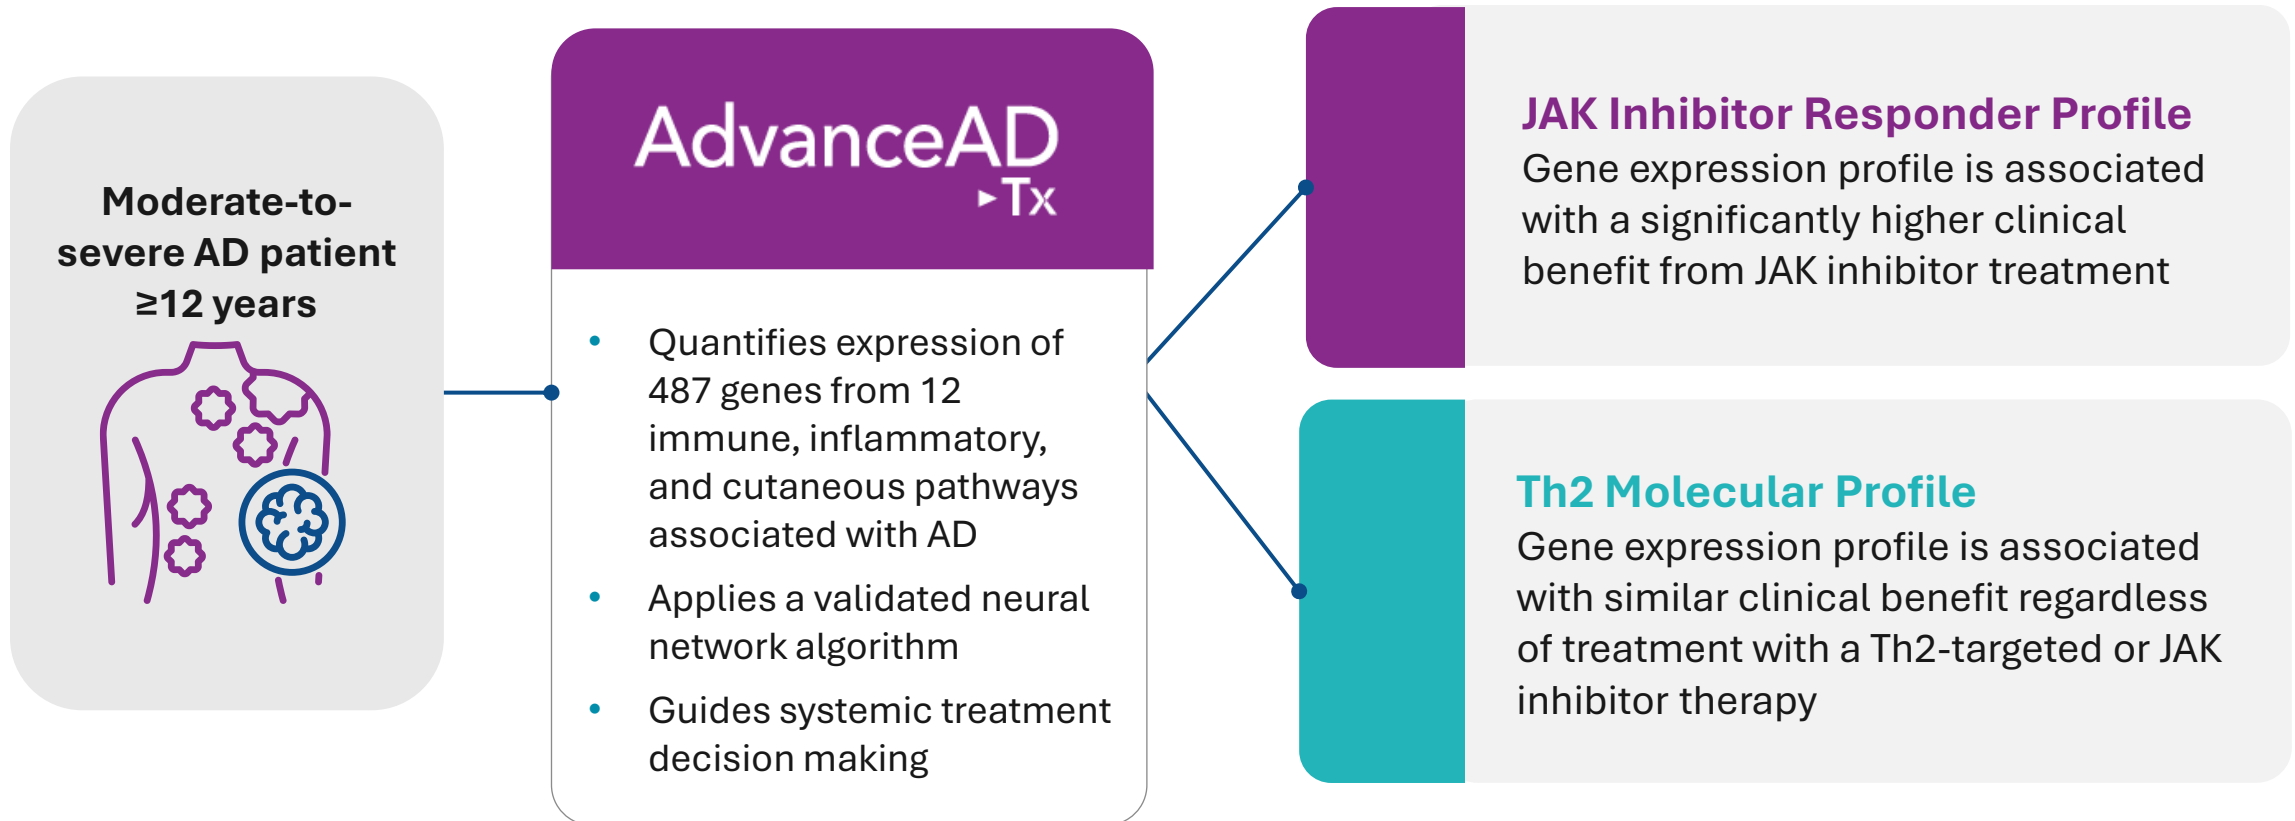 Moderate-to-
severe AD patient
≥12 years
AdvanceAD
▸Tx
• Quantifies expression of
487 genes from 12
immune, inflammatory,
and cutaneous pathways
associated with AD
• Applies a validated neural
network algorithm
• Guides systemic treatment
decision making
JAK Inhibitor Responder Profile
Gene expression profile is associated
with a significantly higher clinical
benefit from JAK inhibitor treatment
Th2 Molecular Profile
Gene expression profile is associated
with similar clinical benefit regardless
of treatment with a Th2-targeted or JAK
inhibitor therapy